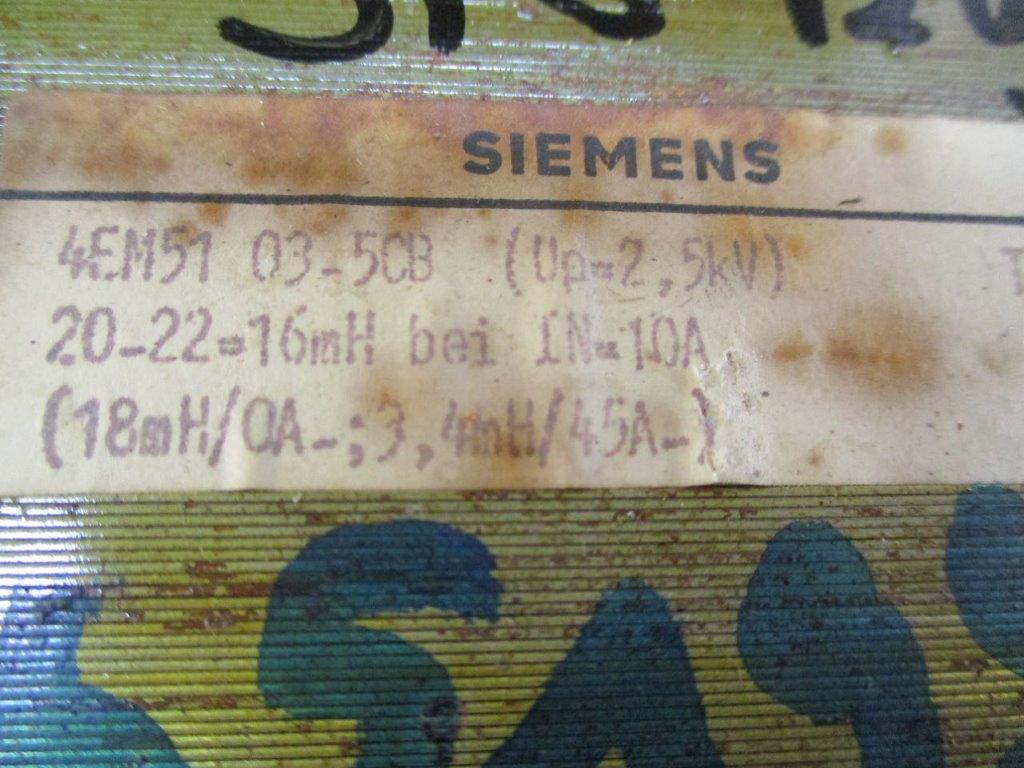 SIEMENS
4EM51 03-5CB (Up=2,5kV)
20-22=16mH bei IN=10A
(18mH/0A-;3,4mH/45A-)